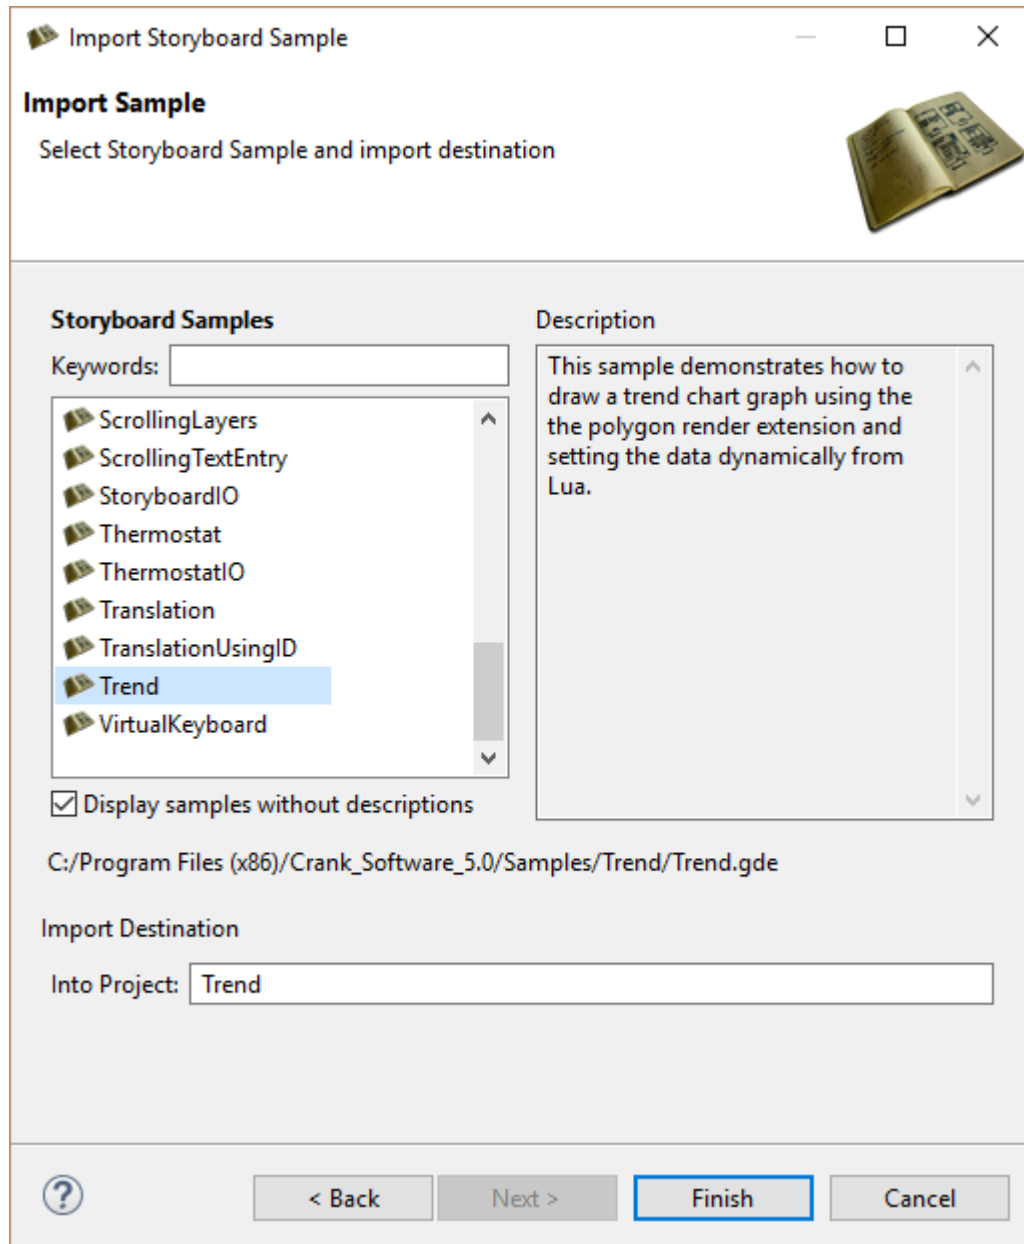 Import Storyboard Sample
Import Sample
Select Storyboard Sample and import destination
Storyboard Samples
Keywords:
ScrollingLayers
ScrollingTextEntry
StoryboardIO
Thermostat
ThermostatIO
Translation
TranslationUsingID
Trend
VirtualKeyboard
Display samples without descriptions
Description
This sample demonstrates how to
draw a trend chart graph using the
the polygon render extension and
setting the data dynamically from
Lua.
C:/Program Files (x86)/Crank_Software_5.0/Samples/Trend/Trend.gde
Import Destination
Into Project: Trend
? < Back Next > Finish Cancel